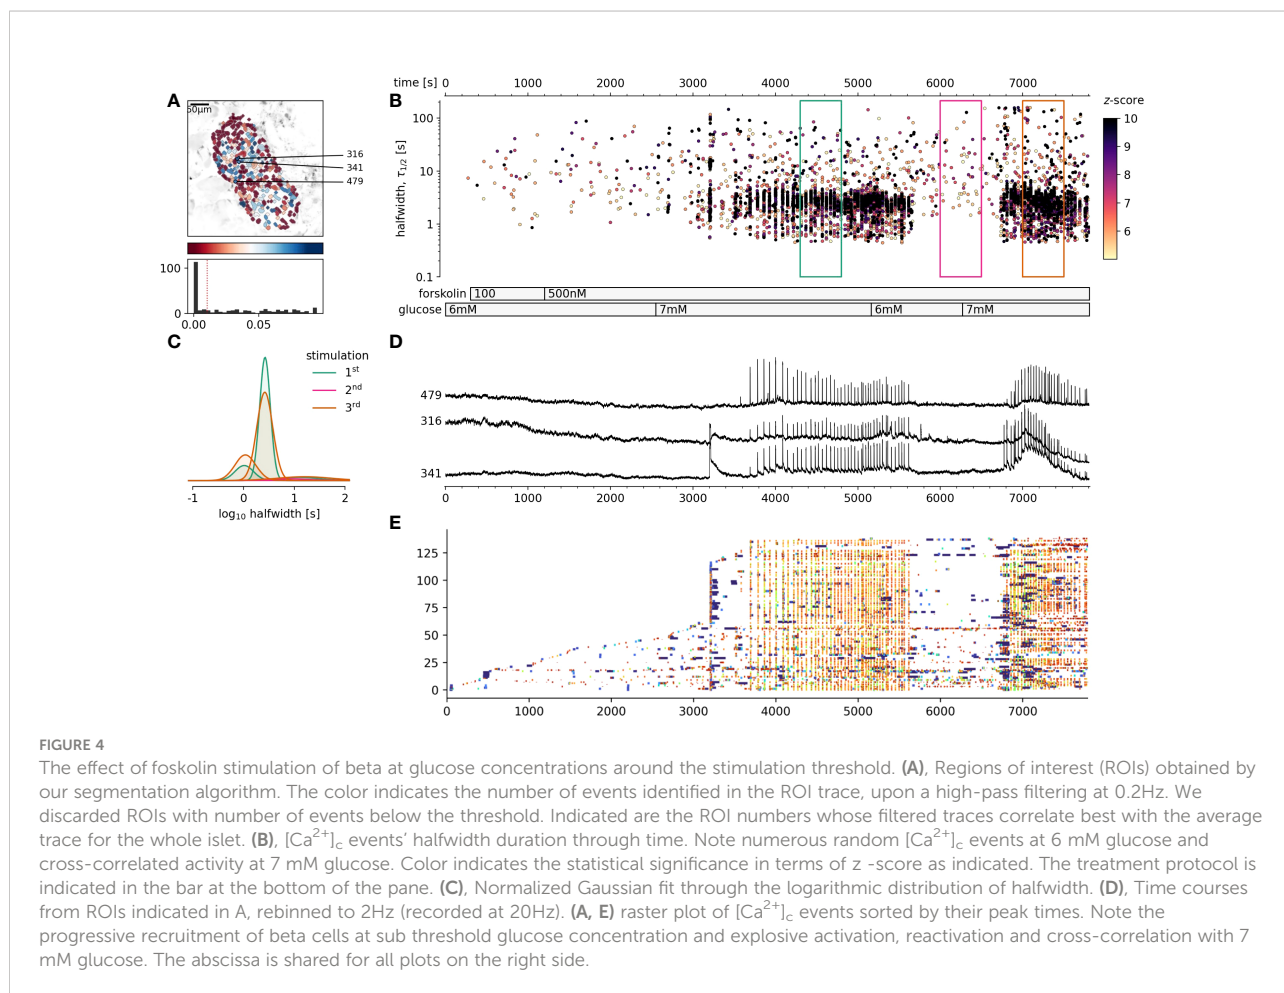 A
50μm
316
341
479
100
0
0.00
0.05
B
time [s]
0
1000
2000
3000
4000
5000
6000
7000
halfwidth, τ1/2 [s]
100
10
1
0.1
z-score
10
9
8
7
6
forskolin
100
500nM
glucose
6mM
7mM
6mM
7mM
C
stimulation
1st
2nd
3rd
-1
0
1
2
log10 halfwidth [s]
D
479
316
341
0
1000
2000
3000
4000
5000
6000
7000
E
125
100
75
50
25
0
0
1000
2000
3000
4000
5000
6000
7000
FIGURE 4
The effect of foskolin stimulation of beta at glucose concentrations around the stimulation threshold. (A), Regions of interest (ROIs) obtained by
our segmentation algorithm. The color indicates the number of events identified in the ROI trace, upon a high-pass filtering at 0.2Hz. We
discarded ROIs with number of events below the threshold. Indicated are the ROI numbers whose filtered traces correlate best with the average
trace for the whole islet. (B), [Ca2+]c events' halfwidth duration through time. Note numerous random [Ca2+]c events at 6 mM glucose and
cross-correlated activity at 7 mM glucose. Color indicates the statistical significance in terms of z -score as indicated. The treatment protocol is
indicated in the bar at the bottom of the pane. (C), Normalized Gaussian fit through the logarithmic distribution of halfwidth. (D), Time courses
from ROIs indicated in A, rebinned to 2Hz (recorded at 20Hz). (A, E) raster plot of [Ca2+]c events sorted by their peak times. Note the
progressive recruitment of beta cells at sub threshold glucose concentration and explosive activation, reactivation and cross-correlation with 7
mM glucose. The abscissa is shared for all plots on the right side.